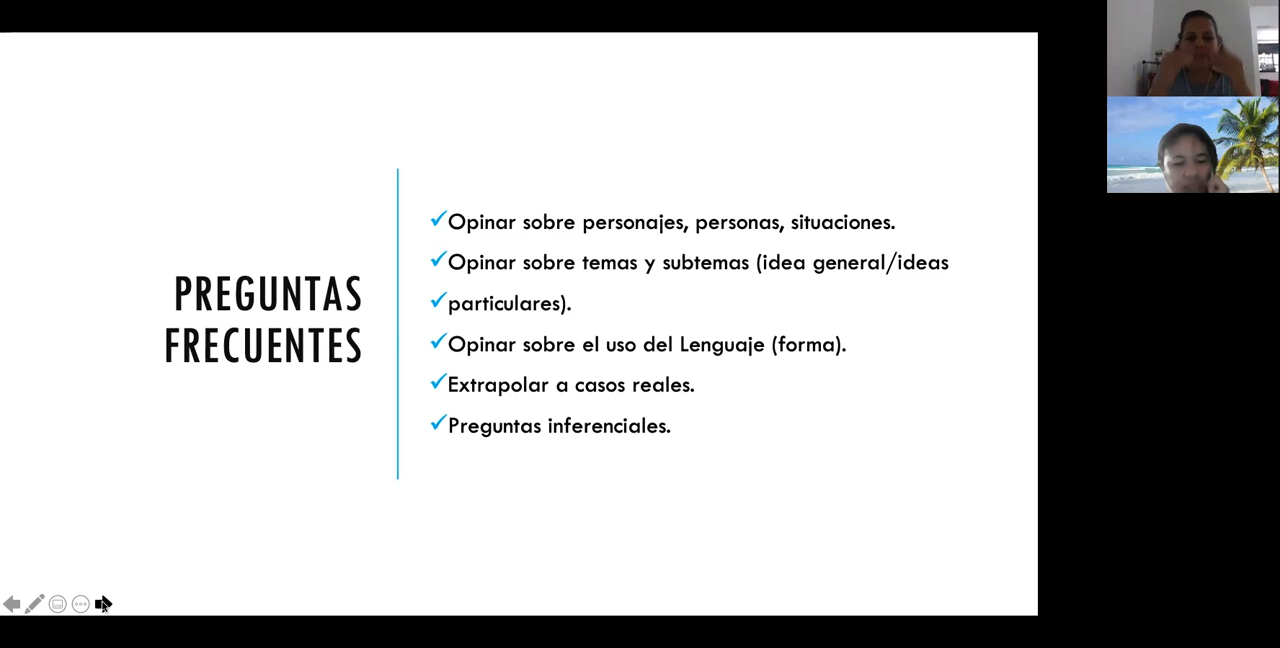 PREGUNTAS
FRECUENTES
✓Opinar sobre personajes, personas, situaciones.
✓Opinar sobre temas y subtemas (idea general/ideas
✓particulares).
✓Opinar sobre el uso del Lenguaje (forma).
✓Extrapolar a casos reales.
✓Preguntas inferenciales.